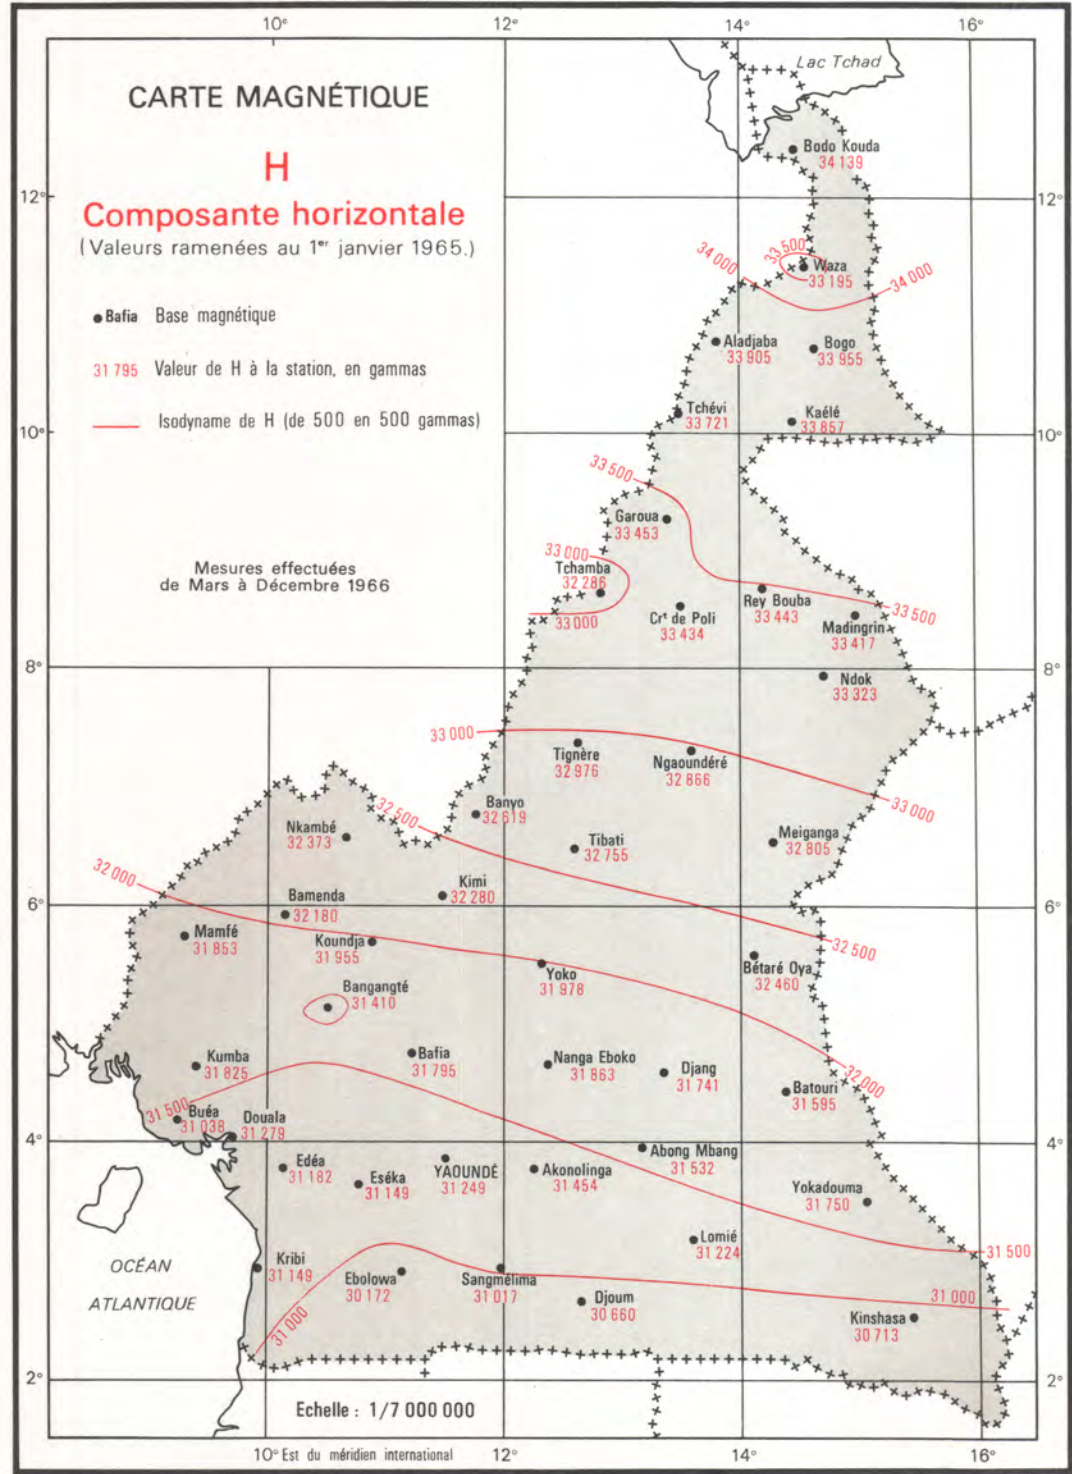 10°
12°
14°
16°
Lac Tchad
CARTE MAGNÉTIQUE
H
Composante horizontale
(Valeurs ramenées au 1er janvier 1965.)
Bafia Base magnétique
31 795 Valeur de H à la station, en gammas
Isodyname de H (de 500 en 500 gammas)
Mesures effectuées
de Mars à Décembre 1966
Bodo Kouda
34 139
12°
12°
33 500
34 000
34 000
Waza
33 195
Aladjaba
33 905
Bogo
33 955
Tchévi
33 721
Kaélé
33 857
10°
10°
33 500
Garoua
33 453
33 000
Tchamba
32 286
33 000
Crt de Poli
33 434
Rey Bouba
33 443
33 500
Madingrin
33 417
8°
8°
Ndok
33 323
33 000
Tignère
32 976
Ngaoundéré
32 866
33 000
Banyo
32 619
32 500
Nkambé
32 373
Tibati
32 755
Meiganga
32 805
32 000
Kimi
32 280
Bamenda
32 180
6°
6°
Mamfé
31 853
Koundja
31 955
32 500
Yoko
31 978
Bétaré Oya
32 460
Bangangté
31 410
Kumba
31 825
Bafia
31 795
Nanga Eboko
31 863
Djang
31 741
32 000
Batouri
31 595
31 500
Buéa
31 038
Douala
31 279
4°
4°
Edéa
31 182
Eséka
31 149
YAOUNDÉ
31 249
Akonolinga
31 454
Abong Mbang
31 532
Yokadouma
31 750
Lomié
31 224
31 500
OCÉAN
ATLANTIQUE
Kribi
31 149
Ebolowa
30 172
Sangmélima
31 017
Djoum
30 660
31 000
31 000
Kinshasa
30 713
2°
2°
Echelle : 1/7 000 000
10° Est du méridien international
12°
14°
16°